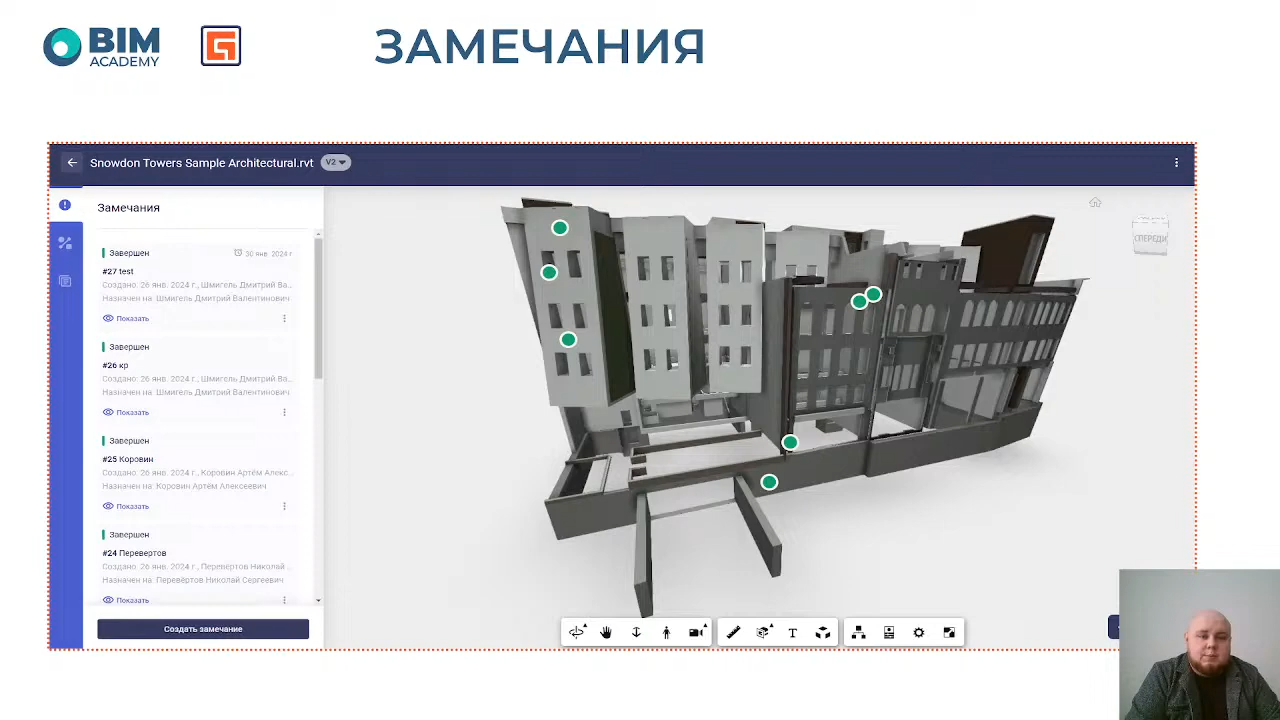 BIM
ACADEMY
ЗАМЕЧАНИЯ
Snowdon Towers Sample Architectural.rvt V2
Замечания
Завершен 30 янв. 2024 г
#27 test
Создано: 26 янв. 2024 г., Шмигель Дмитрий Ва...
Назначен на: Шмигель Дмитрий Валентинович
Показать
Завершен
#26 кр
Создано: 26 янв. 2024 г., Шмигель Дмитрий Ва...
Назначен на: Шмигель Дмитрий Валентинович
Показать
Завершен
#25 Коровин
Создано: 26 янв. 2024 г., Коровин Артём Алекс...
Назначен на: Коровин Артём Алексеевич
Показать
Завершен
#24 Перевертов
Создано: 26 янв. 2024 г., Перевёртов Николай ...
Назначен на: Перевёртов Николай Сергеевич
Показать
Создать замечание
СПЕРЕДИ